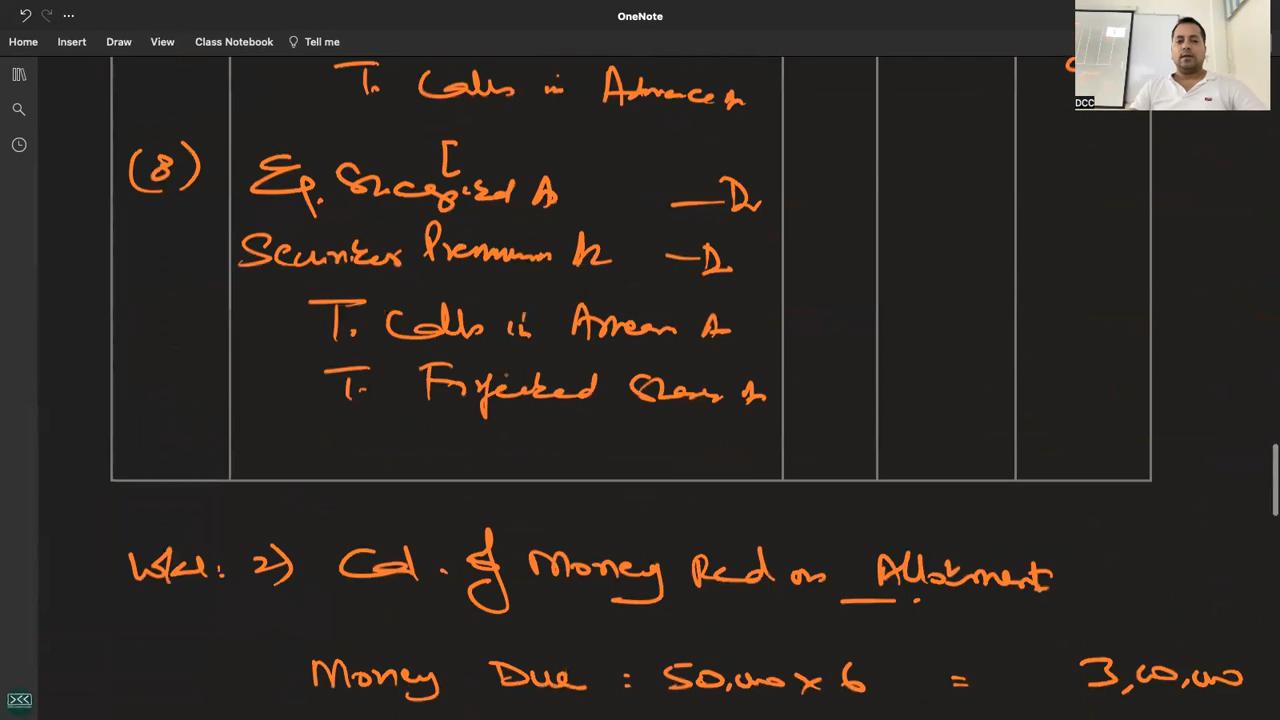 OneNote
Home Insert Draw View Class Notebook Tell me
To Calls in Advance A/c
DCC
(8) Eq. Share Capital A/c [ —Dr
Securities Premium A/c —Dr
To Calls in Arrears A/c
To Forfeited Shares A/c
W.N.: 2) Cal. of Money Recd on Allotment
Money Due : 50,000 x 6 = 3,00,000